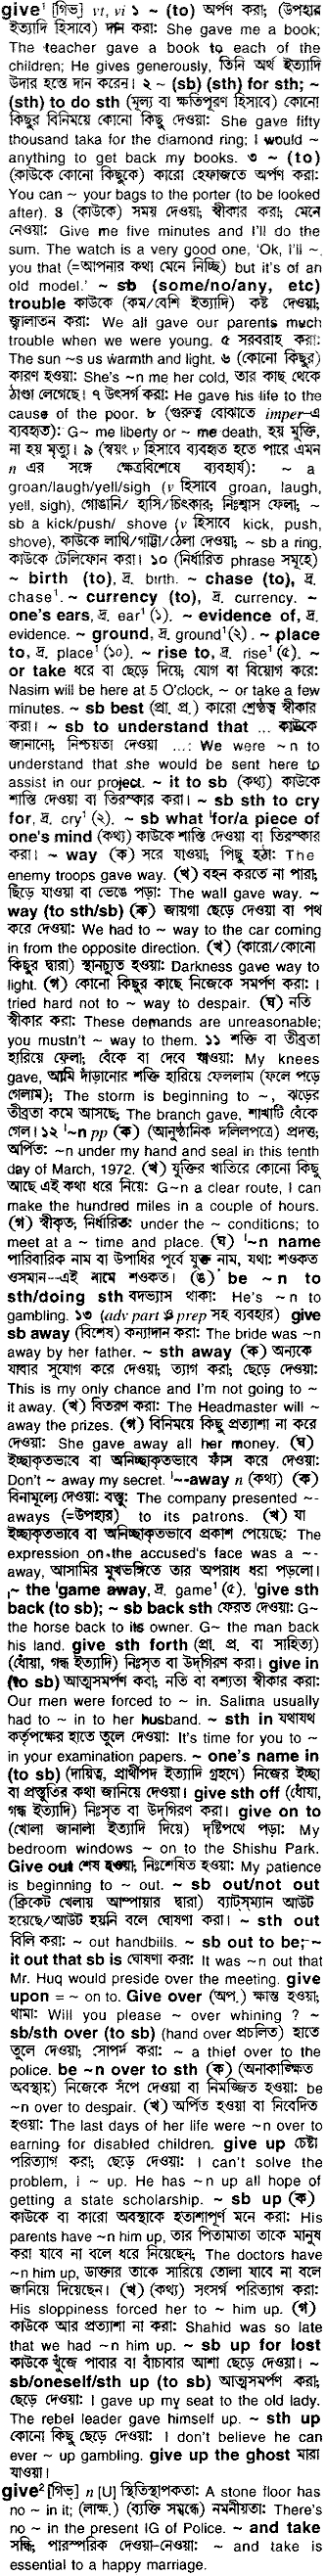 give¹ [গিভ্] vt, vi ১ ~ (to) অর্পণ করা; (উপহার
ইত্যাদি হিসাবে) দান করা: She gave me a book;
The teacher gave a book to each of the
children; He gives generously, তিনি অর্থ ইত্যাদি
উদার হস্তে দান করেন। ২ ~ (sb) (sth) for sth; ~
(sth) to do sth (মূল্য বা ক্ষতিপূরণ হিসাবে) কোনো
কিছুর বিনিময়ে কোনো কিছু দেওয়া: She gave fifty
thousand taka for the diamond ring; I would ~
anything to get back my books. ৩ ~ (to)
(কাউকে কোনো কিছুকে) কারো হেফাজতে অর্পণ করা:
You can ~ your bags to the porter (to be looked
after). ৪ (কাউকে) সময় দেওয়া; স্বীকার করা; মেনে
নেওয়া: Give me five minutes and I'll do the
sum. The watch is a very good one, 'Ok, I'll ~
you that (=আপনার কথা মেনে নিচ্ছি) but it's of an
old model.' ~ sb (some/no/any, etc)
trouble কাউকে (কম/বেশি ইত্যাদি) কষ্ট দেওয়া;
জ্বালাতন করা: We all gave our parents much
trouble when we were young. ৫ সরবরাহ করা:
The sun ~s us warmth and light. ৬ (কোনো কিছুর)
কারণ হওয়া: She's ~n me her cold, তার কাছ থেকে
ঠাণ্ডা লেগেছে। ৭ উৎসর্গ করা: He gave his life to the
cause of the poor. ৮ (গুরুত্ব বোঝাতে imper-এ
ব্যবহৃত): G~ me liberty or ~ me death, হয় মুক্তি,
না হয় মৃত্যু। ৯ (স্বয়ং v হিসাবে ব্যবহৃত হতে পারে এমন
n এর সঙ্গে ক্ষেত্রবিশেষে ব্যবহার্য): ~ a
groan/laugh/yell/sigh (v হিসাবে groan, laugh,
yell, sigh), গোঙানি/ হাসি/চিৎকার; নিঃশ্বাস ফেলা; ~
sb a kick/push/ shove (v হিসাবে kick, push,
shove), কাউকে লাথি/গাট্টা/ঠেলা দেওয়া; ~ sb a ring,
কাউকে টেলিফোন করা। ১০ (নির্ধারিত phrase সমূহে)
~ birth (to), দ্র. birth. ~ chase (to), দ্র.
chase¹. ~ currency (to), দ্র. currency. ~
one's ears, দ্র. ear¹ (১). ~ evidence of, দ্র.
evidence. ~ ground, দ্র. ground¹ (২). ~ place
to, দ্র. place¹ (১০). ~ rise to, দ্র. rise¹ (৫). ~
or take ধরে বা ছেড়ে দিয়ে; যোগ বা বিয়োগ করে:
Nasim will be here at 5 O'clock, ~ or take a few
minutes. ~ sb best (প্রা. প্র.) কারো শ্রেষ্ঠত্ব স্বীকার
করা। ~ sb to understand that ... কাউকে
জানানো; নিশ্চয়তা দেওয়া ...: We were ~n to
understand that she would be sent here to
assist in our project. ~ it to sb (কথ্য) কাউকে
শাস্তি দেওয়া বা তিরস্কার করা। ~ sb sth to cry
for, দ্র. cry¹ (২). ~ sb what ˈfor/a piece of
one's mind (কথ্য) কাউকে শাস্তি দেওয়া বা তিরস্কার
করা। ~ way (ক) সরে যাওয়া; পিছু হঠা: The
enemy troops gave way. (খ) বহন করতে না পারা;
ছিঁড়ে যাওয়া বা ভেঙে পড়া: The wall gave way. ~
way (to sth/sb) (ক) জায়গা ছেড়ে দেওয়া বা পথ
করে দেওয়া: We had to ~ way to the car coming
in from the opposite direction. (খ) (কারো/কোনো
কিছুর দ্বারা) স্থানচ্যুত হওয়া: Darkness gave way to
light. (গ) কোনো কিছুর কাছে নিজেকে সমর্পণ করা: I
tried hard not to ~ way to despair. (ঘ) নতি
স্বীকার করা: These demands are unreasonable;
you mustn't ~ way to them. ১১ শক্তি বা তীব্রতা
হারিয়ে ফেলা; বেঁকে বা দেবে যাওয়া: My knees
gave, আমি দাঁড়ানোর শক্তি হারিয়ে ফেললাম (ফলে পড়ে
গেলাম); The storm is beginning to ~, ঝড়ের
তীব্রতা কমে আসছে; The branch gave, শাখাটি বেঁকে
গেল। ১২ ˈ~n pp (ক) (আনুষ্ঠানিক দলিলপত্রে) প্রদত্ত;
অর্পিত: ~n under my hand and seal in this tenth
day of March, 1972. (খ) যুক্তির খাতিরে কোনো কিছু
আছে এই কথা ধরে নিয়ে: G~n a clear route, I can
make the hundred miles in a couple of hours.
(গ) স্বীকৃত, নির্ধারিত: under the ~ conditions; to
meet at a ~ time and place. (ঘ) ˈ~n name
পারিবারিক নাম বা উপাধির পূর্বে যুক্ত নাম, যথা: শওকত
ওসমান–এই নামে শওকত। (ঙ) be ~n to
sth/doing sth বদভ্যাস থাকা: He's ~n to
gambling. ১৩ (adv part ও prep সহ ব্যবহার) give
sb away (বিশেষ) কন্যাদান করা: The bride was ~n
away by her father. ~ sth away (ক) অন্যকে
যাবার সুযোগ করে দেওয়া; ত্যাগ করা; ছেড়ে দেওয়া:
This is my only chance and I'm not going to ~
it away. (খ) বিতরণ করা: The Headmaster will ~
away the prizes. (গ) বিনিময়ে কিছু প্রত্যাশা না করে
দেওয়া: She gave away all her money. (ঘ)
ইচ্ছাকৃতভাবে বা অনিচ্ছাকৃতভাবে ফাঁস করে দেওয়া:
Don't ~ away my secret. ˈ~-away n (কথ্য) (ক)
বিনামূল্যে দেওয়া: বস্তু: The company presented ~-
aways (=উপহার) to its patrons. (খ) যা
ইচ্ছাকৃতভাবে বা অনিচ্ছাকৃতভাবে প্রকাশ পেয়েছে: The
expression on the accused's face was a ~-
away, আসামির মুখভঙ্গিতে তার অপরাধ ধরা পড়লো।
~ the ˈgame away, দ্র. game¹ (৫). ˈgive sth
back (to sb); ~ sb back sth ফেরত দেওয়া: G~
the horse back to its owner. G~ the man back
his land. give sth forth (প্রা. প্র. বা সাহিত্য)
(ধোঁয়া, গন্ধ ইত্যাদি) নিঃসৃত বা উদ্‌গিরণ করা। give in
(to sb) আত্মসমর্পণ করা; নতি বা বশ্যতা স্বীকার করা:
Our men were forced to ~ in. Salima usually
had to ~ in to her husband. ~ sth in যথাযথ
কর্তৃপক্ষের হাতে তুলে দেওয়া: It's time for you to ~
in your examination papers. ~ one's name in
(to sb) (দায়িত্ব, প্রার্থীপদ ইত্যাদি গ্রহণে) নিজের ইচ্ছা
বা প্রস্তুতির কথা জানিয়ে দেওয়া। give sth off (ধোঁয়া,
গন্ধ ইত্যাদি) নিঃসৃত বা উদ্‌গিরণ করা। give on to
(খোলা জানালা ইত্যাদি দিয়ে) দৃষ্টিপথে পড়া: My
bedroom windows ~ on to the Shishu Park.
Give out শেষ হওয়া; নিঃশেষিত হওয়া: My patience
is beginning to ~ out. ~ sb out/not out
(ক্রিকেট খেলায় আম্পায়ার দ্বারা) ব্যাটস্‌ম্যান আউট
হয়েছে/আউট হয়নি বলে ঘোষণা করা। ~ sth out
বিলি করা: ~ out handbills. ~ sb out to be; ~
it out that sb is ঘোষণা করা: It was ~n out that
Mr. Huq would preside over the meeting. give
upon = ~ on to. Give over (অপ.) ক্ষান্ত হওয়া;
থামা: Will you please ~ over whining ? ~
sb/sth over (to sb) (hand over প্রচলিত) হাতে
তুলে দেওয়া; সোপর্দ করা: ~ a thief over to the
police. be ~n over to sth (ক) (অনাকাঙ্ক্ষিত
অবস্থায়) নিজেকে সঁপে দেওয়া বা নিমজ্জিত হওয়া: be
~n over to despair. (খ) অর্পিত হওয়া বা নিবেদিত
হওয়া: The last days of her life were ~n over to
earning for disabled children. give up চেষ্টা
পরিত্যাগ করা; ছেড়ে দেওয়া: I can't solve the
problem, i ~ up. He has ~n up all hope of
getting a state scholarship. ~ sb up (ক)
কাউকে বা কারো অবস্থাকে হতাশাপূর্ণ মনে করা: His
parents have ~n him up, তার পিতামাতা তাকে মানুষ
করা যাবে না বলে ধরে নিয়েছেন; The doctors have
~n him up, ডাক্তার তাকে সারিয়ে তোলা যাবে না বলে
জানিয়ে দিয়েছেন। (খ) (কথ্য) সংসর্গ পরিত্যাগ করা:
His sloppiness forced her to ~ him up. (গ)
কাউকে আর প্রত্যাশা না করা: Shahid was so late
that we had ~n him up. ~ sb up for lost
কাউকে খুঁজে পাবার বা বাঁচাবার আশা ছেড়ে দেওয়া। ~
sb/oneself/sth up (to sb) আত্মসমর্পণ করা;
ছেড়ে দেওয়া: I gave up my seat to the old lady.
The rebel leader gave himself up. ~ sth up
কোনো কিছু ছেড়ে দেওয়া: I don't believe he can
ever ~ up gambling. give up the ghost মারা
যাওয়া।
give² [গিভ্] n [U] স্থিতিস্থাপকতা: A stone floor has
no ~ in it; (লাক্ষ.) (ব্যক্তি সম্বন্ধে) নমনীয়তা: There's
no ~ in the present IG of Police. ~ and take
সন্ধি, পারস্পরিক দেওয়া-নেওয়া: ~ and take is
essential to a happy marriage.